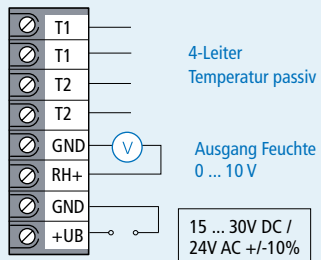 T1
T1
T2
T2
GND
RH+
GND
+UB
V
4-Leiter
Temperatur passiv
Ausgang Feuchte
0 ... 10 V
15 ... 30V DC /
24V AC +/-10%